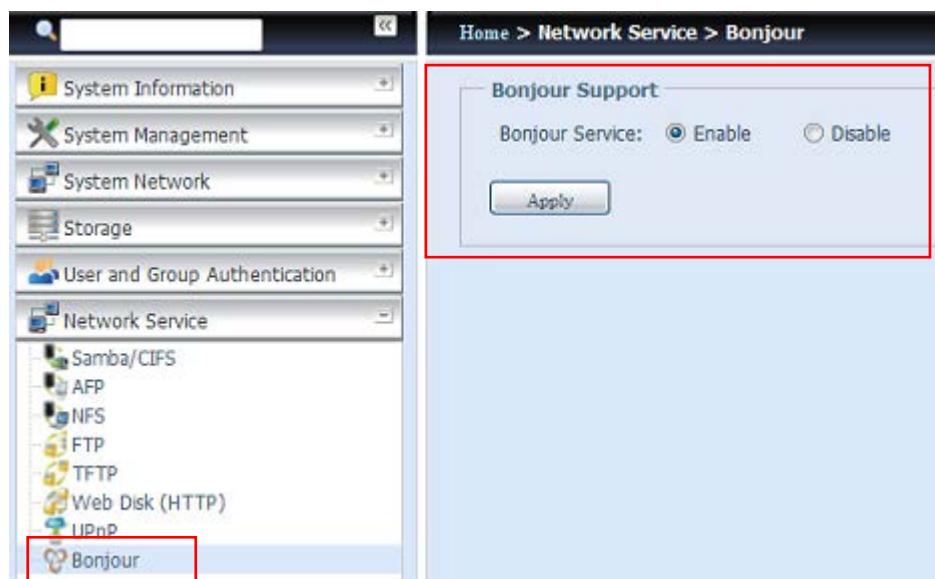 Home > Network Service > Bonjour
System Information
System Management
System Network
Storage
User and Group Authentication
Network Service
Samba/CIFS
AFP
NFS
FTP
TFTP
Web Disk (HTTP)
UPnP
Bonjour
Bonjour Support
Bonjour Service: Enable Disable
Apply